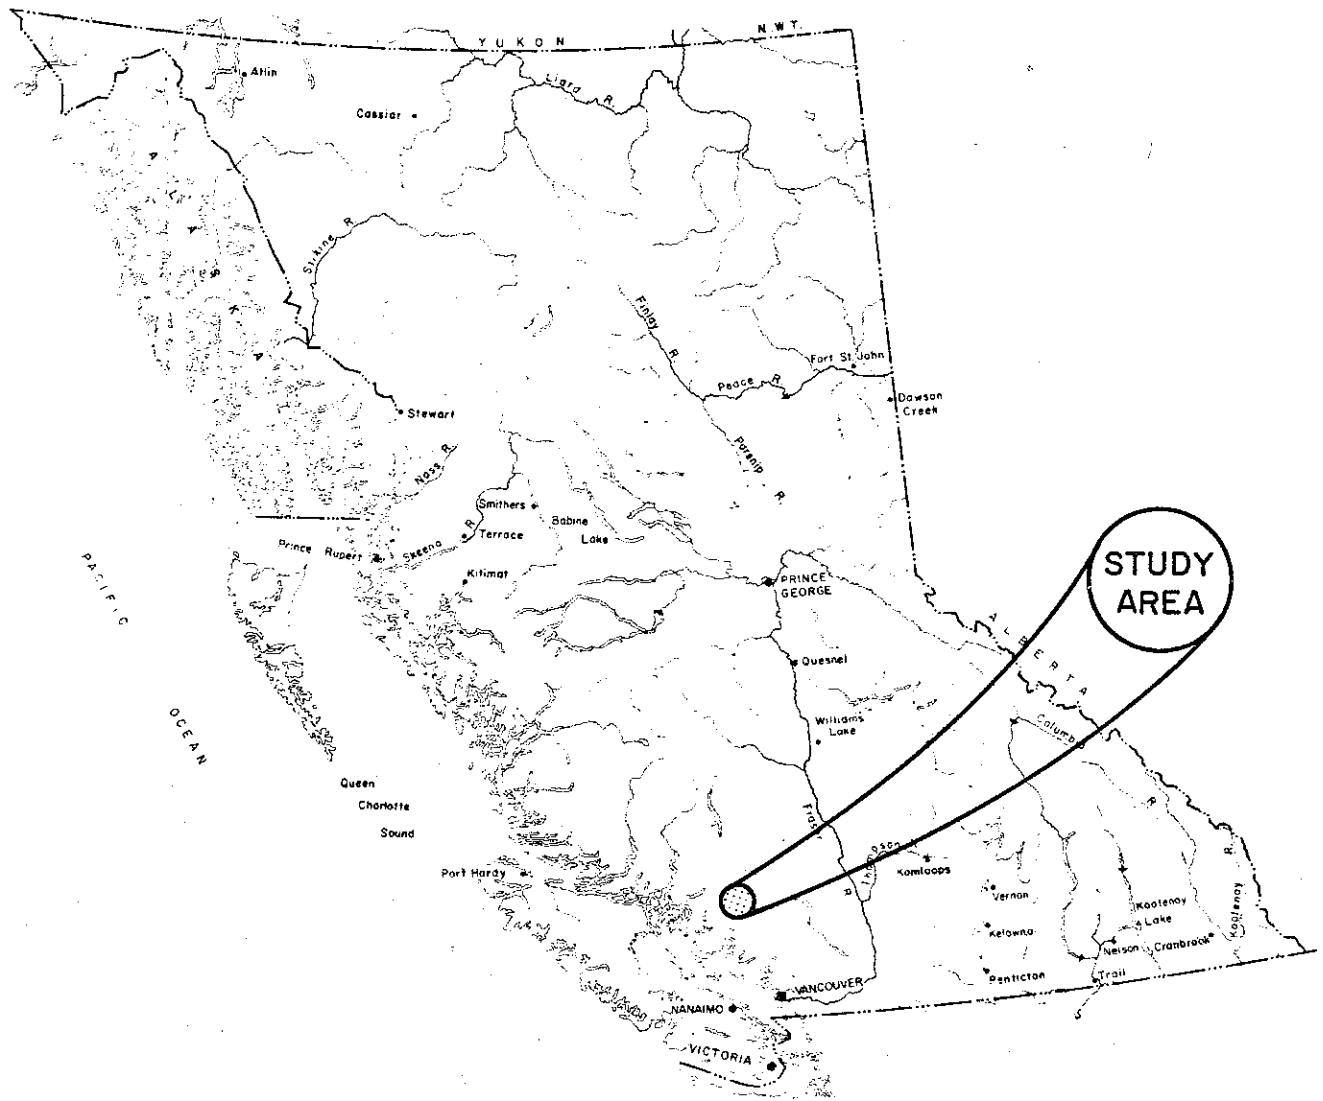 YUKON
N.W.T.
Atlin
Liard R.
Cassiar
ALASKA
Stikine R.
Finlay R.
Fort St. John
Peace R.
Dawson
Creek
Stewart
Parsnip R.
Nass R.
Smithers
Babine
Lake
Skeena R.
Terrace
Prince Rupert
Kitimat
PACIFIC
OCEAN
PRINCE
GEORGE
STUDY
AREA
ALBERTA
Quesnel
Williams
Lake
Columbia R.
Queen
Charlotte
Sound
Fraser R.
Thompson
Kamloops
Port Hardy
Vernon
Kootenay
Lake
Kootenay R.
Kelowna
Nelson
Cranbrook
Penticton
Trail
VANCOUVER
NANAIMO
VICTORIA